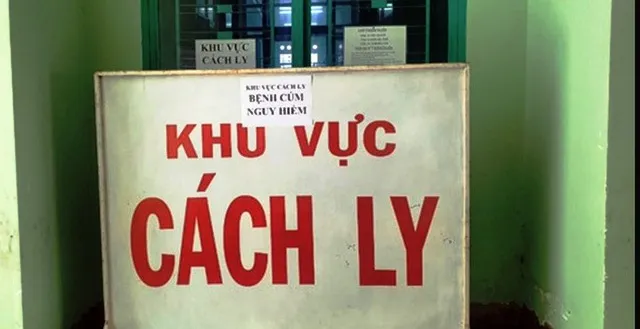 KHU VỰC
CÁCH LY
KHU VỰC CÁCH LY
BỆNH CÚM
NGUY HIỂM
KHU VỰC
CÁCH LY